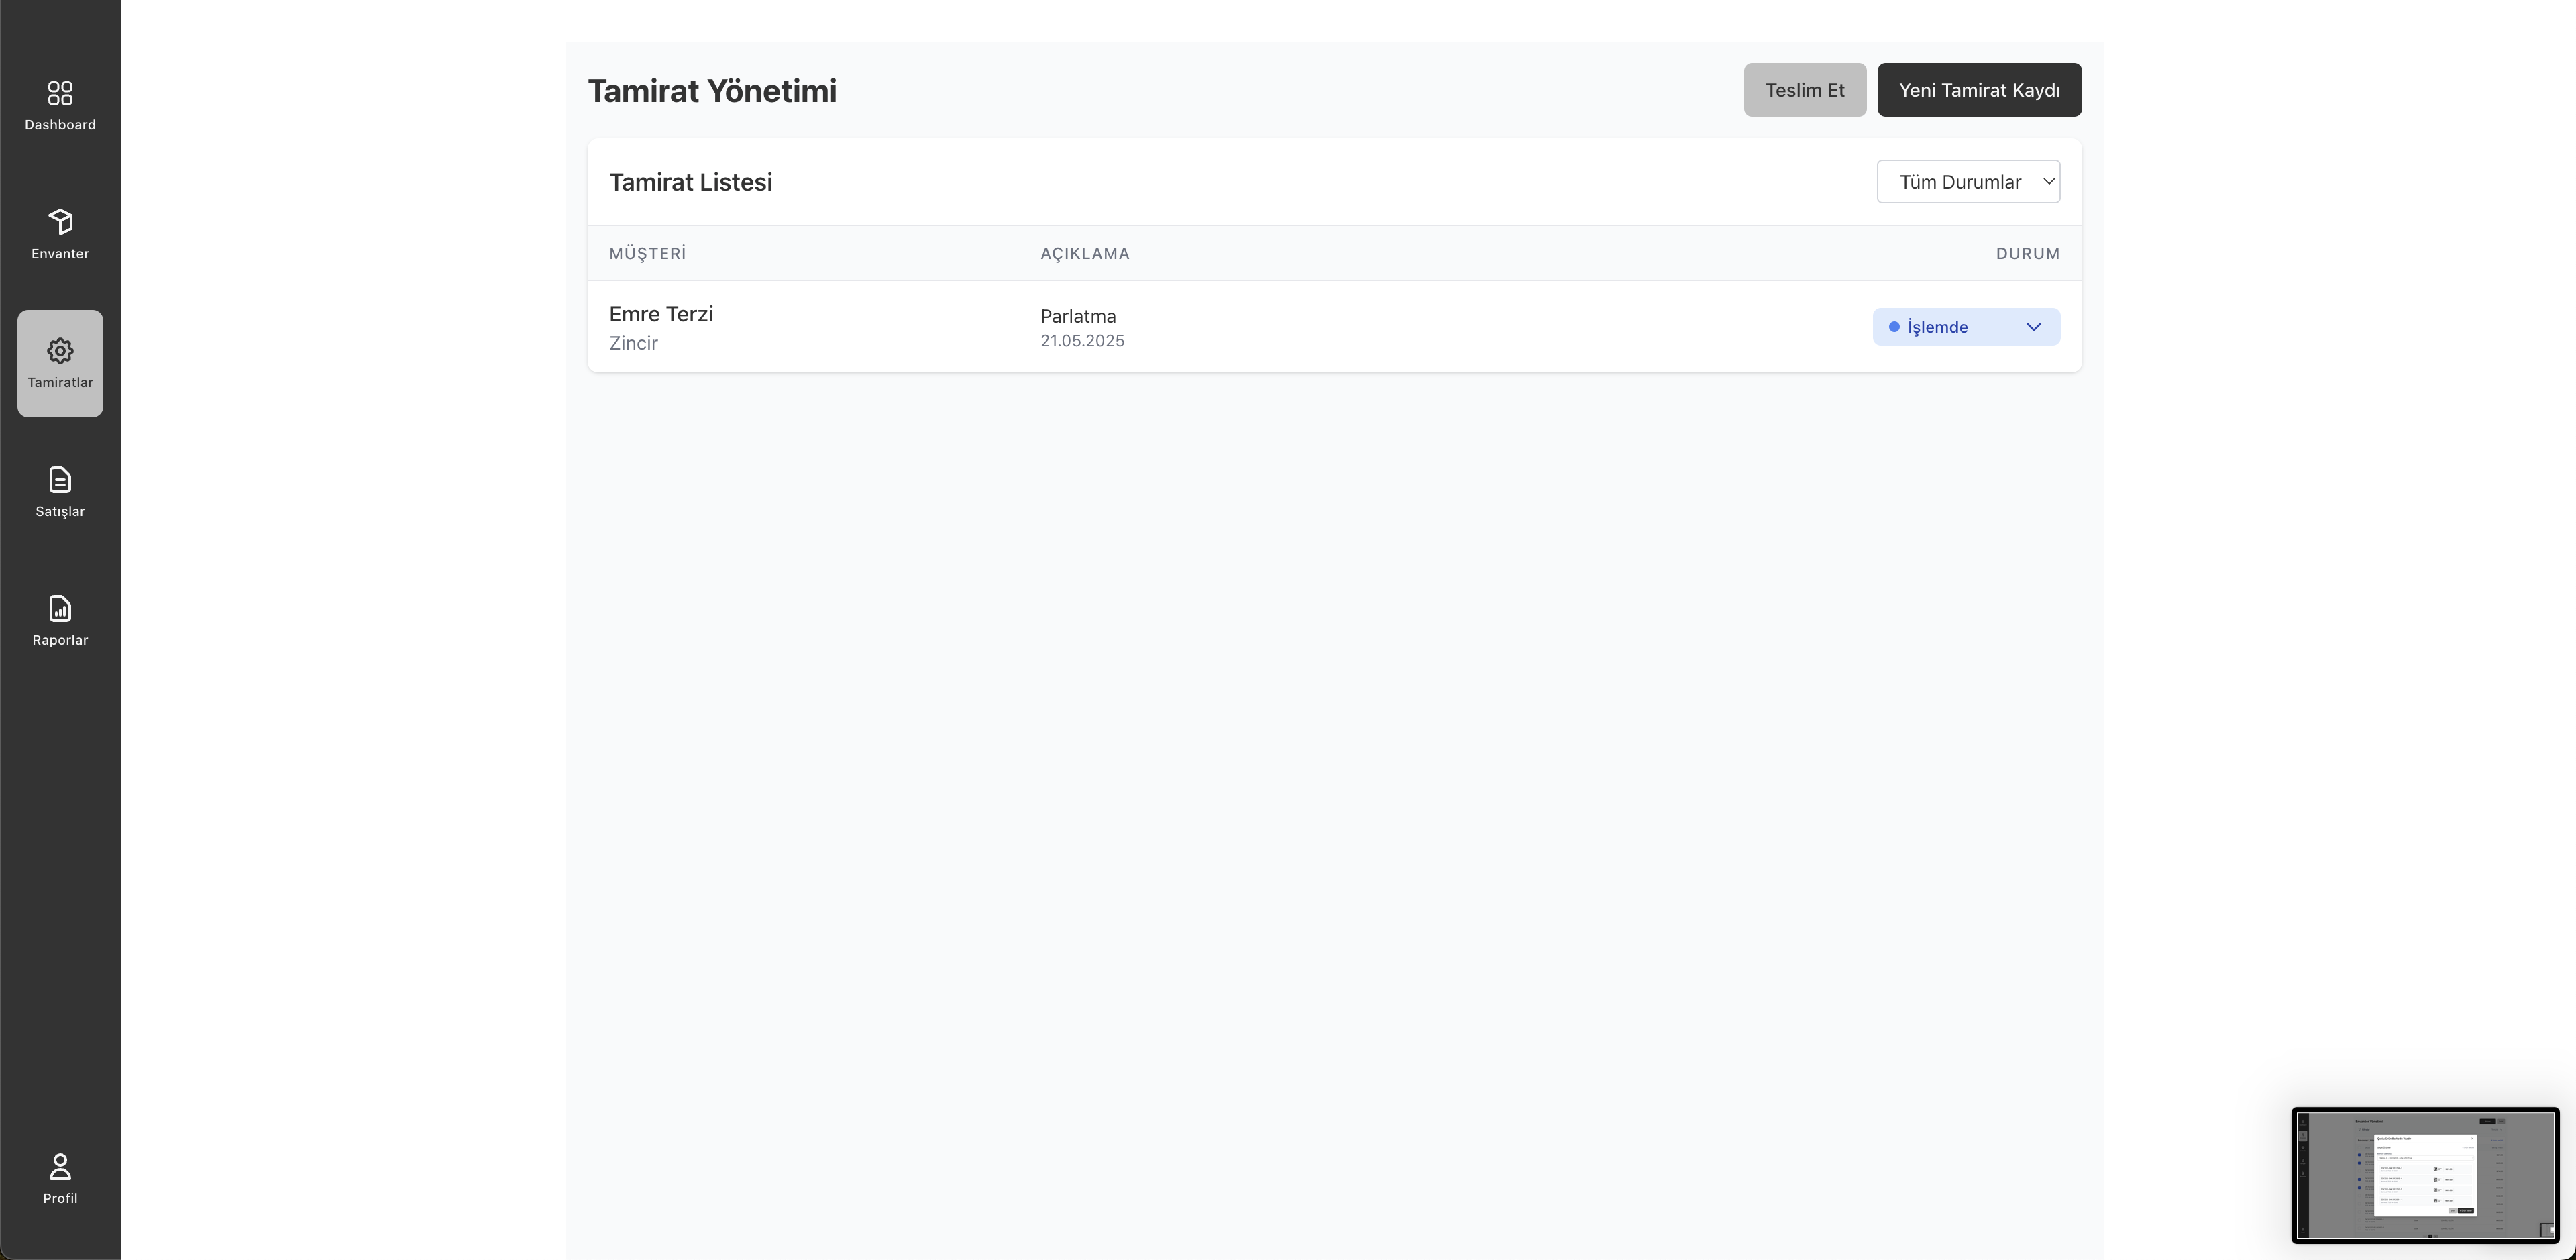 Dashboard
Envanter
Tamiratlar
Satışlar
Raporlar
Profil
Tamirat Yönetimi
Teslim Et
Yeni Tamirat Kaydı
Tamirat Listesi
Tüm Durumlar
MÜŞTERİ AÇIKLAMA DURUM
Emre Terzi
Zincir
Parlatma
21.05.2025
İşlemde